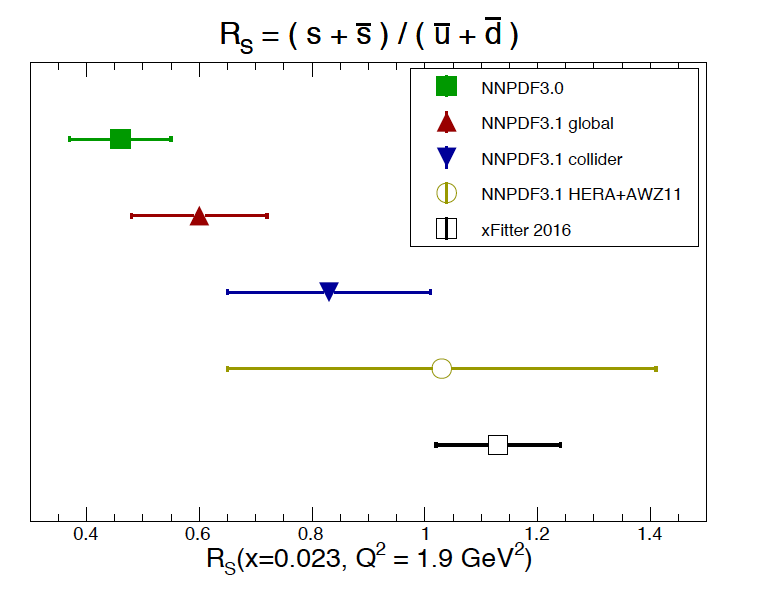 R_S = ( s + s̅ ) / ( u̅ + d̅ )
NNPDF3.0
NNPDF3.1 global
NNPDF3.1 collider
NNPDF3.1 HERA+AWZ11
xFitter 2016
0.4 0.6 0.8 1 1.2 1.4
R_S(x=0.023, Q² = 1.9 GeV²)